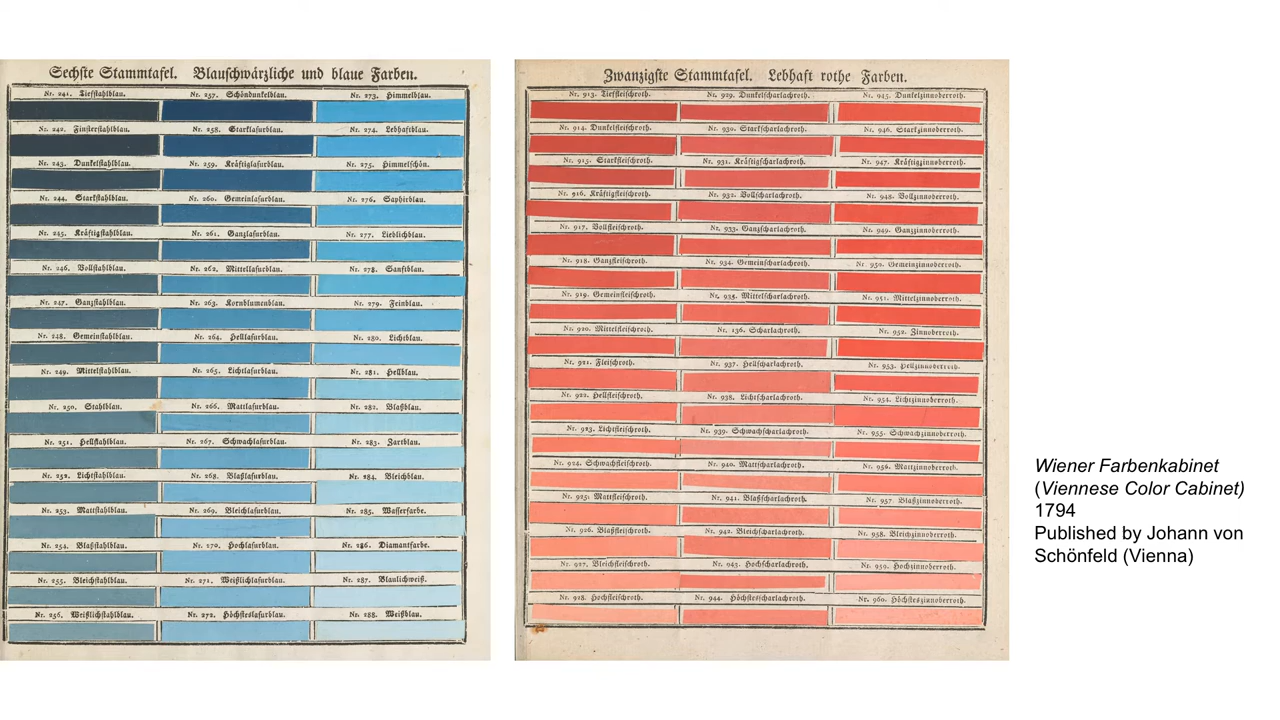 Sechste Stammtafel. Blauschwärzliche und blaue Farben.
Nr. 241. Tiefstahlblau.
Nr. 242. Finsterstahlblau.
Nr. 243. Dunkelstahlblau.
Nr. 244. Starkstahlblau.
Nr. 245. Kräftigstahlblau.
Nr. 246. Vollstahlblau.
Nr. 247. Ganzstahlblau.
Nr. 248. Gemeinstahlblau.
Nr. 249. Mittelstahlblau.
Nr. 250. Stahlblau.
Nr. 251. Hellstahlblau.
Nr. 252. Lichtstahlblau.
Nr. 253. Mattstahlblau.
Nr. 254. Blaßstahlblau.
Nr. 255. Bleichstahlblau.
Nr. 256. Weißlichstahlblau.
Nr. 257. Schöndunkelblau.
Nr. 258. Starklasurblau.
Nr. 259. Kräftiglasurblau.
Nr. 260. Gemeinlasurblau.
Nr. 261. Ganzlasurblau.
Nr. 262. Mittellasurblau.
Nr. 263. Kornblumenblau.
Nr. 264. Helllasurblau.
Nr. 265. Lichtlasurblau.
Nr. 266. Mattlasurblau.
Nr. 267. Schwachlasurblau.
Nr. 268. Blaßlasurblau.
Nr. 269. Bleichlasurblau.
Nr. 270. Hochlasurblau.
Nr. 271. Weißlichlasurblau.
Nr. 272. Höchstlasurblau.
Nr. 273. Himmelblau.
Nr. 274. Lebhaftblau.
Nr. 275. Himmelschön.
Nr. 276. Saphirblau.
Nr. 277. Lieblichblau.
Nr. 278. Sanftblau.
Nr. 279. Feinblau.
Nr. 280. Lichtblau.
Nr. 281. Hellblau.
Nr. 282. Blaßblau.
Nr. 283. Zartblau.
Nr. 284. Bleichblau.
Nr. 285. Wasserfarbe.
Nr. 286. Diamantfarbe.
Nr. 287. Blaulichweiß.
Nr. 288. Weißblau.
Zwanzigste Stammtafel. Lebhaft rothe Farben.
Nr. 913. Tieffleischroth.
Nr. 914. Dunkelfleischroth.
Nr. 915. Starkfleischroth.
Nr. 916. Kräftigfleischroth.
Nr. 917. Vollfleischroth.
Nr. 918. Ganzfleischroth.
Nr. 919. Gemeinfleischroth.
Nr. 920. Mittelfleischroth.
Nr. 921. Fleischroth.
Nr. 922. Hellfleischroth.
Nr. 923. Lichtfleischroth.
Nr. 924. Schwachfleischroth.
Nr. 925. Mattfleischroth.
Nr. 926. Blaßfleischroth.
Nr. 927. Bleichfleischroth.
Nr. 928. Hochfleischroth.
Nr. 929. Dunkelscharlachroth.
Nr. 930. Starkscharlachroth.
Nr. 931. Kräftigscharlachroth.
Nr. 932. Vollscharlachroth.
Nr. 933. Ganzscharlachroth.
Nr. 934. Gemeinscharlachroth.
Nr. 935. Mittelscharlachroth.
Nr. 136. Scharlachroth.
Nr. 937. Hellscharlachroth.
Nr. 938. Lichtscharlachroth.
Nr. 939. Schwachscharlachroth.
Nr. 940. Mattscharlachroth.
Nr. 941. Blaßscharlachroth.
Nr. 942. Bleichscharlachroth.
Nr. 943. Hochscharlachroth.
Nr. 944. Höchstscharlachroth.
Nr. 945. Dunkelzinnoberroth.
Nr. 946. Starkzinnoberroth.
Nr. 947. Kräftigzinnoberroth.
Nr. 948. Vollzinnoberroth.
Nr. 949. Ganzzinnoberroth.
Nr. 950. Gemeinzinnoberroth.
Nr. 951. Mittelzinnoberroth.
Nr. 952. Zinnoberroth.
Nr. 953. Hellzinnoberroth.
Nr. 954. Lichtzinnoberroth.
Nr. 955. Schwachzinnoberroth.
Nr. 956. Mattzinnoberroth.
Nr. 957. Blaßzinnoberroth.
Nr. 958. Bleichzinnoberroth.
Nr. 959. Hochzinnoberroth.
Nr. 960. Höchstzinnoberroth.
Wiener Farbenkabinet
(Viennese Color Cabinet)
1794
Published by Johann von
Schönfeld (Vienna)